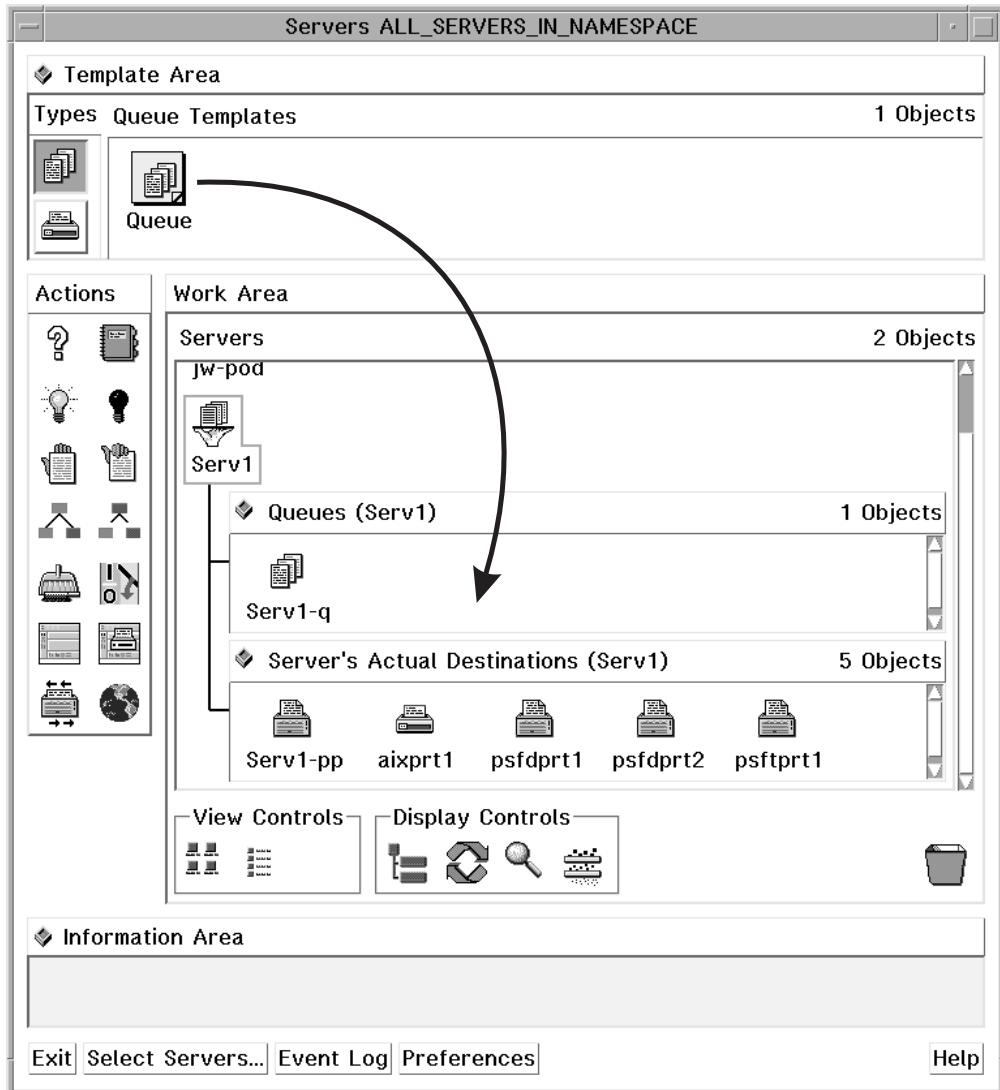 Servers ALL_SERVERS_IN_NAMESPACE
Template Area
Types Queue Templates 1 Objects
Queue
Actions
Work Area
Servers 2 Objects
jw-pod
Serv1
Queues (Serv1) 1 Objects
Serv1-q
Server's Actual Destinations (Serv1) 5 Objects
Serv1-pp aixprt1 psfdprt1 psfdprt2 psftprt1
View Controls Display Controls
Information Area
Exit Select Servers... Event Log Preferences Help